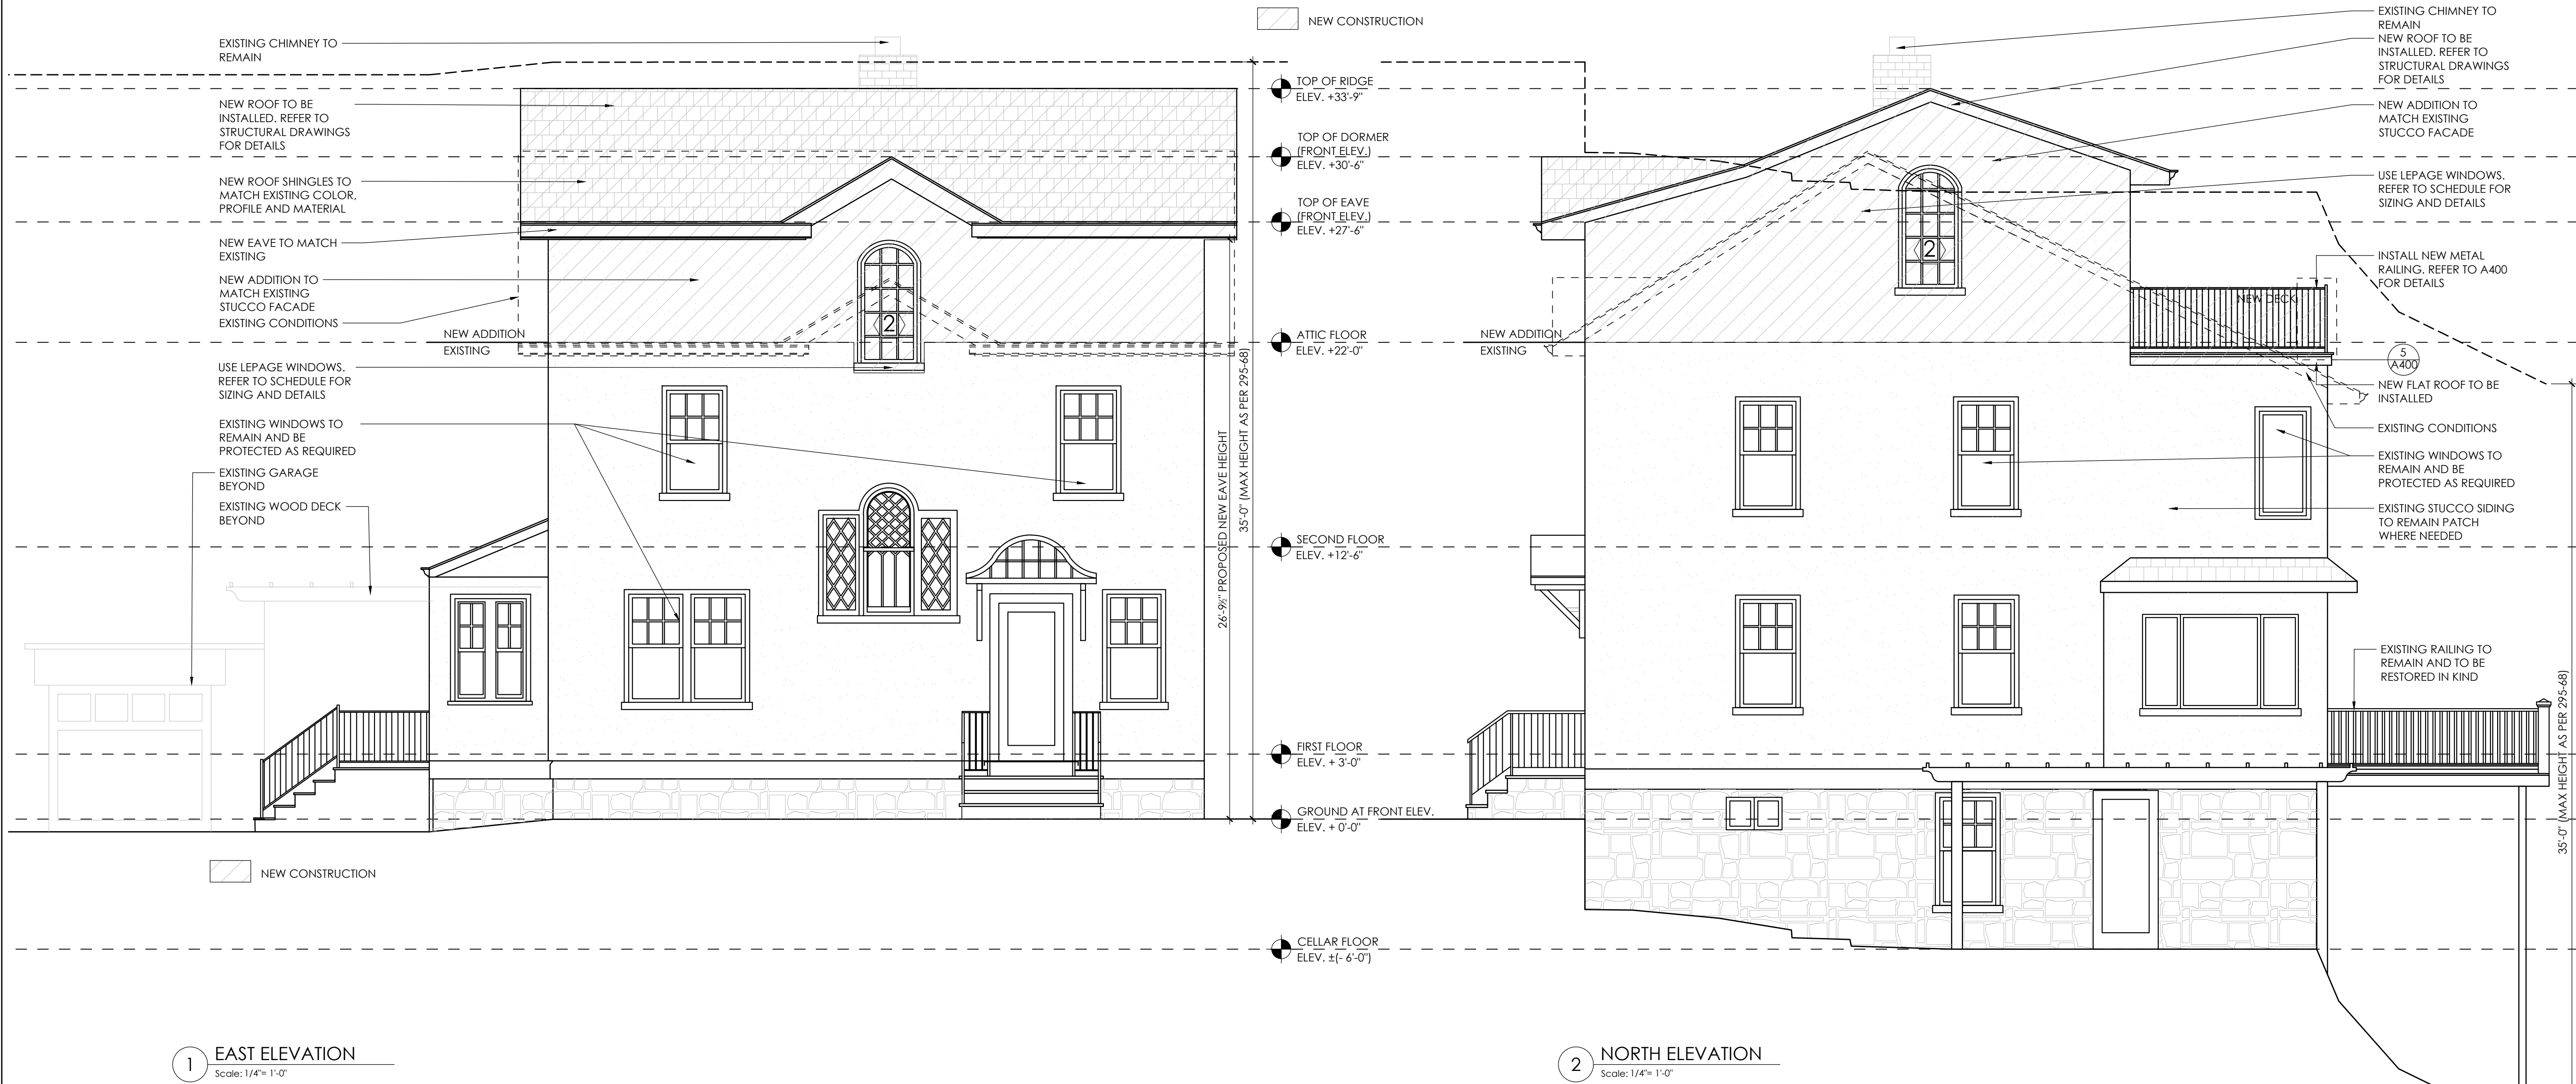 NEW CONSTRUCTION
EXISTING CHIMNEY TO
REMAIN
NEW ROOF TO BE
INSTALLED. REFER TO
STRUCTURAL DRAWINGS
FOR DETAILS
NEW ROOF SHINGLES TO
MATCH EXISTING COLOR,
PROFILE AND MATERIAL
NEW EAVE TO MATCH
EXISTING
NEW ADDITION TO
MATCH EXISTING
STUCCO FACADE
EXISTING CONDITIONS
NEW ADDITION
EXISTING
USE LEPAGE WINDOWS.
REFER TO SCHEDULE FOR
SIZING AND DETAILS
EXISTING WINDOWS TO
REMAIN AND BE
PROTECTED AS REQUIRED
EXISTING GARAGE
BEYOND
EXISTING WOOD DECK
BEYOND
2
26'-9½" PROPOSED NEW EAVE HEIGHT
35'-0" (MAX HEIGHT AS PER 295-68)
NEW CONSTRUCTION
1
EAST ELEVATION
Scale: 1/4"= 1'-0"
TOP OF RIDGE
ELEV. +33'-9"
TOP OF DORMER
(FRONT ELEV.)
ELEV. +30'-6"
TOP OF EAVE
(FRONT ELEV.)
ELEV. +27'-6"
ATTIC FLOOR
ELEV. +22'-0"
SECOND FLOOR
ELEV. +12'-6"
FIRST FLOOR
ELEV. + 3'-0"
GROUND AT FRONT ELEV.
ELEV. + 0'-0"
CELLAR FLOOR
ELEV. ±(- 6'-0")
NEW ADDITION
EXISTING
2
NEW DECK
EXISTING CHIMNEY TO
REMAIN
NEW ROOF TO BE
INSTALLED. REFER TO
STRUCTURAL DRAWINGS
FOR DETAILS
NEW ADDITION TO
MATCH EXISTING
STUCCO FACADE
USE LEPAGE WINDOWS.
REFER TO SCHEDULE FOR
SIZING AND DETAILS
INSTALL NEW METAL
RAILING. REFER TO A400
FOR DETAILS
5
A400
NEW FLAT ROOF TO BE
INSTALLED
EXISTING CONDITIONS
EXISTING WINDOWS TO
REMAIN AND BE
PROTECTED AS REQUIRED
EXISTING STUCCO SIDING
TO REMAIN PATCH
WHERE NEEDED
EXISTING RAILING TO
REMAIN AND TO BE
RESTORED IN KIND
35'-0" (MAX HEIGHT AS PER 295-68)
2
NORTH ELEVATION
Scale: 1/4"= 1'-0"